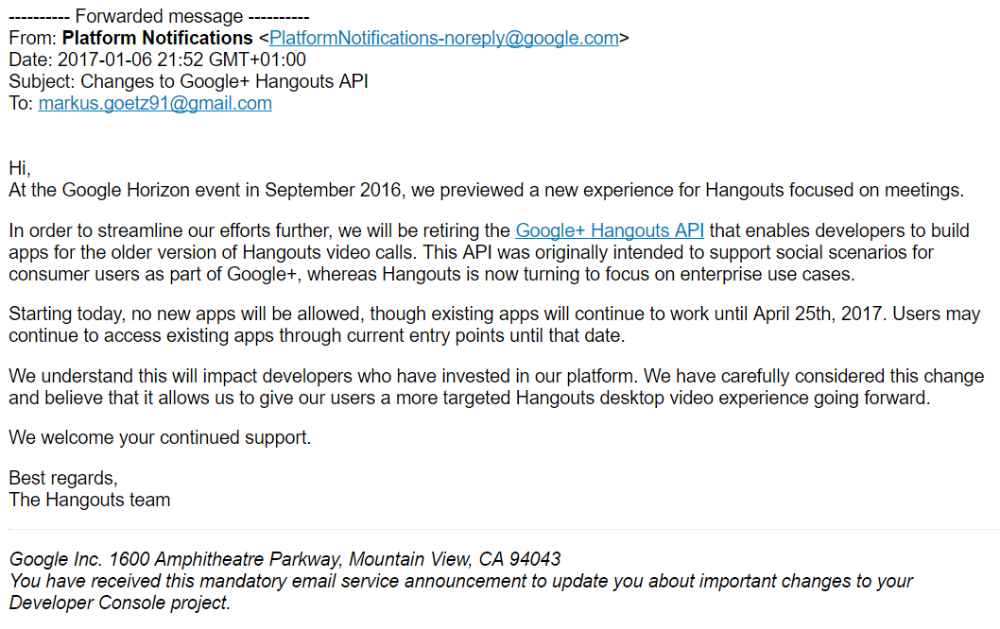 ---------- Forwarded message ----------
From: Platform Notifications <PlatformNotifications-noreply@google.com>
Date: 2017-01-06 21:52 GMT+01:00
Subject: Changes to Google+ Hangouts API
To: markus.goetz91@gmail.com
Hi,
At the Google Horizon event in September 2016, we previewed a new experience for Hangouts focused on meetings.
In order to streamline our efforts further, we will be retiring the Google+ Hangouts API that enables developers to build
apps for the older version of Hangouts video calls. This API was originally intended to support social scenarios for
consumer users as part of Google+, whereas Hangouts is now turning to focus on enterprise use cases.
Starting today, no new apps will be allowed, though existing apps will continue to work until April 25th, 2017. Users may
continue to access existing apps through current entry points until that date.
We understand this will impact developers who have invested in our platform. We have carefully considered this change
and believe that it allows us to give our users a more targeted Hangouts desktop video experience going forward.
We welcome your continued support.
Best regards,
The Hangouts team
Google Inc. 1600 Amphitheatre Parkway, Mountain View, CA 94043
You have received this mandatory email service announcement to update you about important changes to your
Developer Console project.